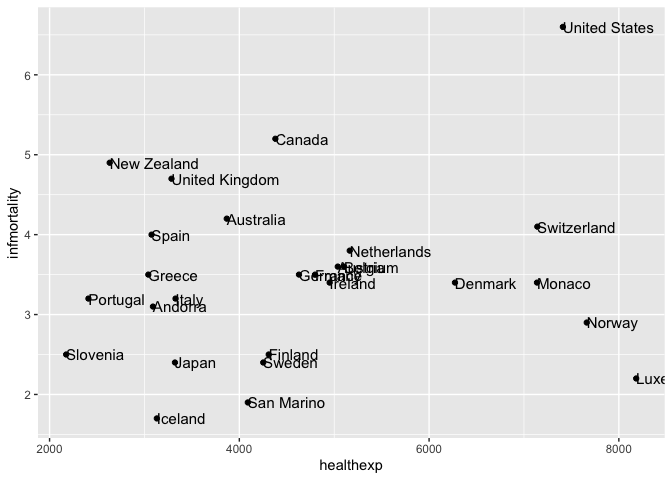 United States
6
Canada
5
New Zealand
United Kingdom
Australia
Switzerland
4
Spain
Netherlands
Belgium
Greece
Germany
France
Ireland
Denmark
Monaco
Portugal
Italy
Andorra
3
Norway
Slovenia
Finland
Japan
Sweden
Luxe
2
San Marino
Iceland
infmortality
2000
4000
6000
8000
healthexp